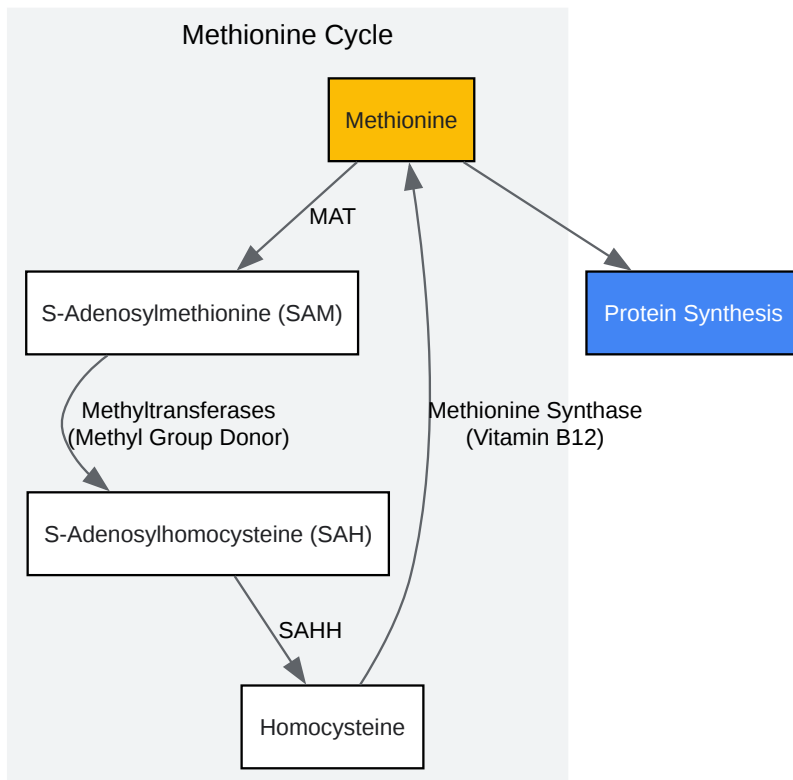 Methionine Cycle
Methionine
MAT
S-Adenosylmethionine (SAM)
Protein Synthesis
Methyltransferases
(Methyl Group Donor)
Methionine Synthase
(Vitamin B12)
S-Adenosylhomocysteine (SAH)
SAHH
Homocysteine